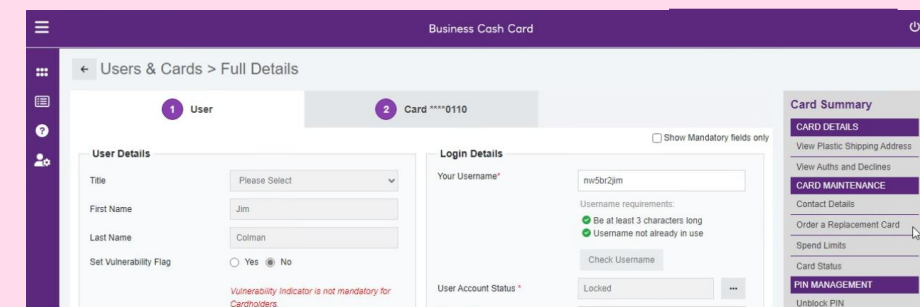 Business Cash Card
Users & Cards > Full Details
1 User
2 Card ****0110
Show Mandatory fields only
User Details
Title
Please Select
First Name
Jim
Last Name
Colman
Set Vulnerability Flag
Yes
No
Vulnerability Indicator is not mandatory for
Cardholders.
Login Details
Your Username*
nw5br2jim
Username requirements:
Be at least 3 characters long
Username not already in use
Check Username
User Account Status *
Locked
...
Card Summary
CARD DETAILS
View Plastic Shipping Address
View Auths and Declines
CARD MAINTENANCE
Contact Details
Order a Replacement Card
Spend Limits
Card Status
PIN MANAGEMENT
Unblock PIN